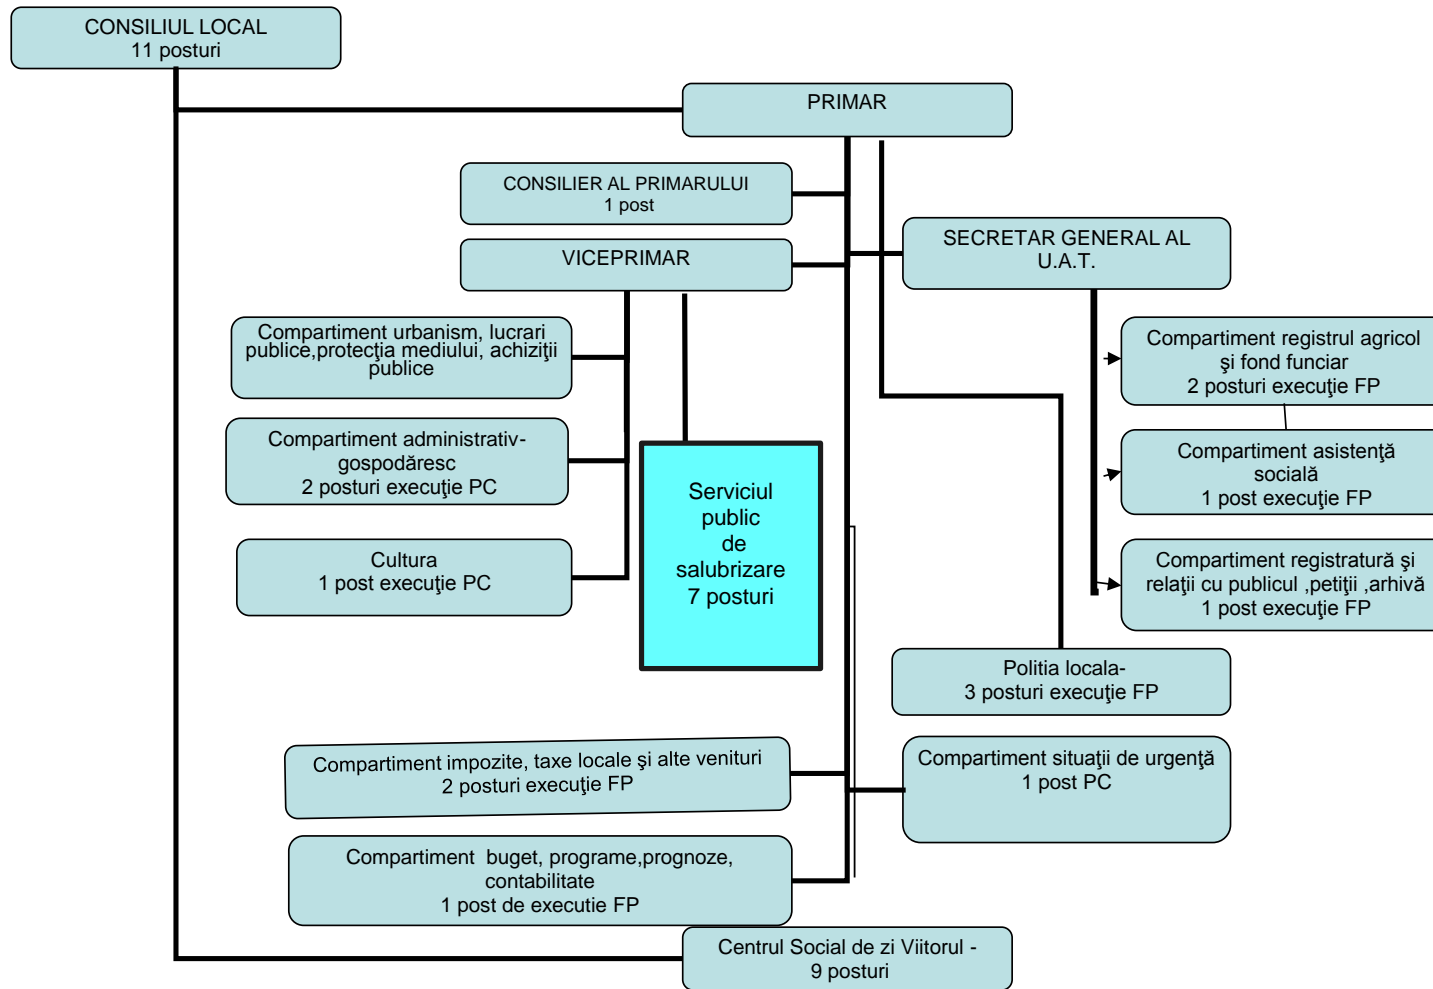 CONSILIUL LOCAL
11 posturi
PRIMAR
CONSILIER AL PRIMARULUI
1 post
VICEPRIMAR
SECRETAR GENERAL AL
U.A.T.
Compartiment urbanism, lucrari
publice,protecţia mediului, achiziţii
publice
Compartiment registrul agricol
şi fond funciar
2 posturi execuţie FP
Compartiment administrativ-
gospodăresc
2 posturi execuţie PC
Compartiment asistenţă
socială
1 post execuţie FP
Serviciul
public
de
salubrizare
7 posturi
Cultura
1 post execuţie PC
Compartiment registratură şi
relaţii cu publicul ,petiţii ,arhivă
1 post execuţie FP
Politia locala-
3 posturi execuţie FP
Compartiment impozite, taxe locale şi alte venituri
2 posturi execuţie FP
Compartiment situaţii de urgenţă
1 post PC
Compartiment  buget, programe,prognoze,
contabilitate
1 post de executie FP
Centrul Social de zi Viitorul -
9 posturi